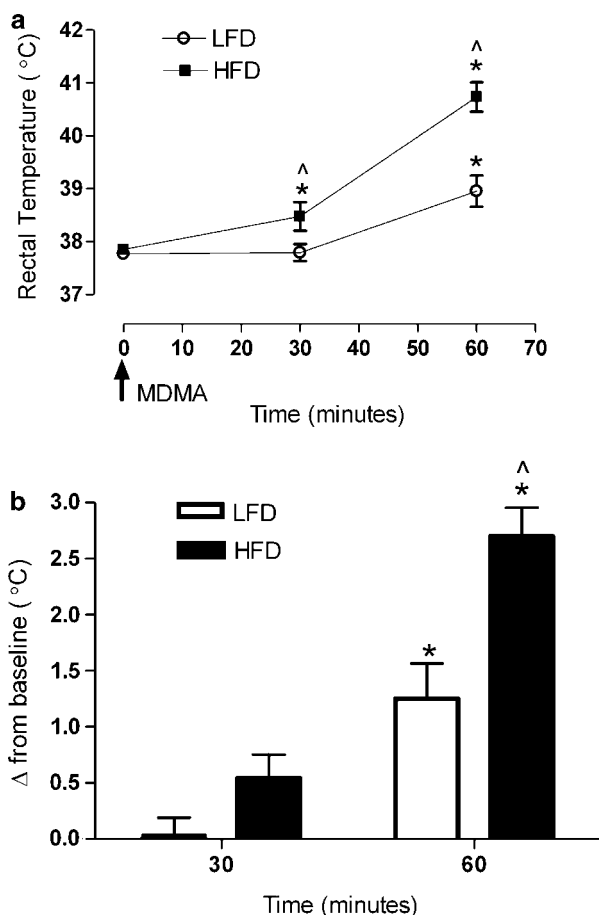 a
42
41
40
39
38
37
Rectal Temperature ( °C)
LFD
HFD
^
*
^
*
*
0 10 20 30 40 50 60 70
MDMA
Time (minutes)
b
3.0
2.5
2.0
1.5
1.0
0.5
0.0
Δ from baseline ( °C)
LFD
HFD
*
^
*
30 60
Time (minutes)